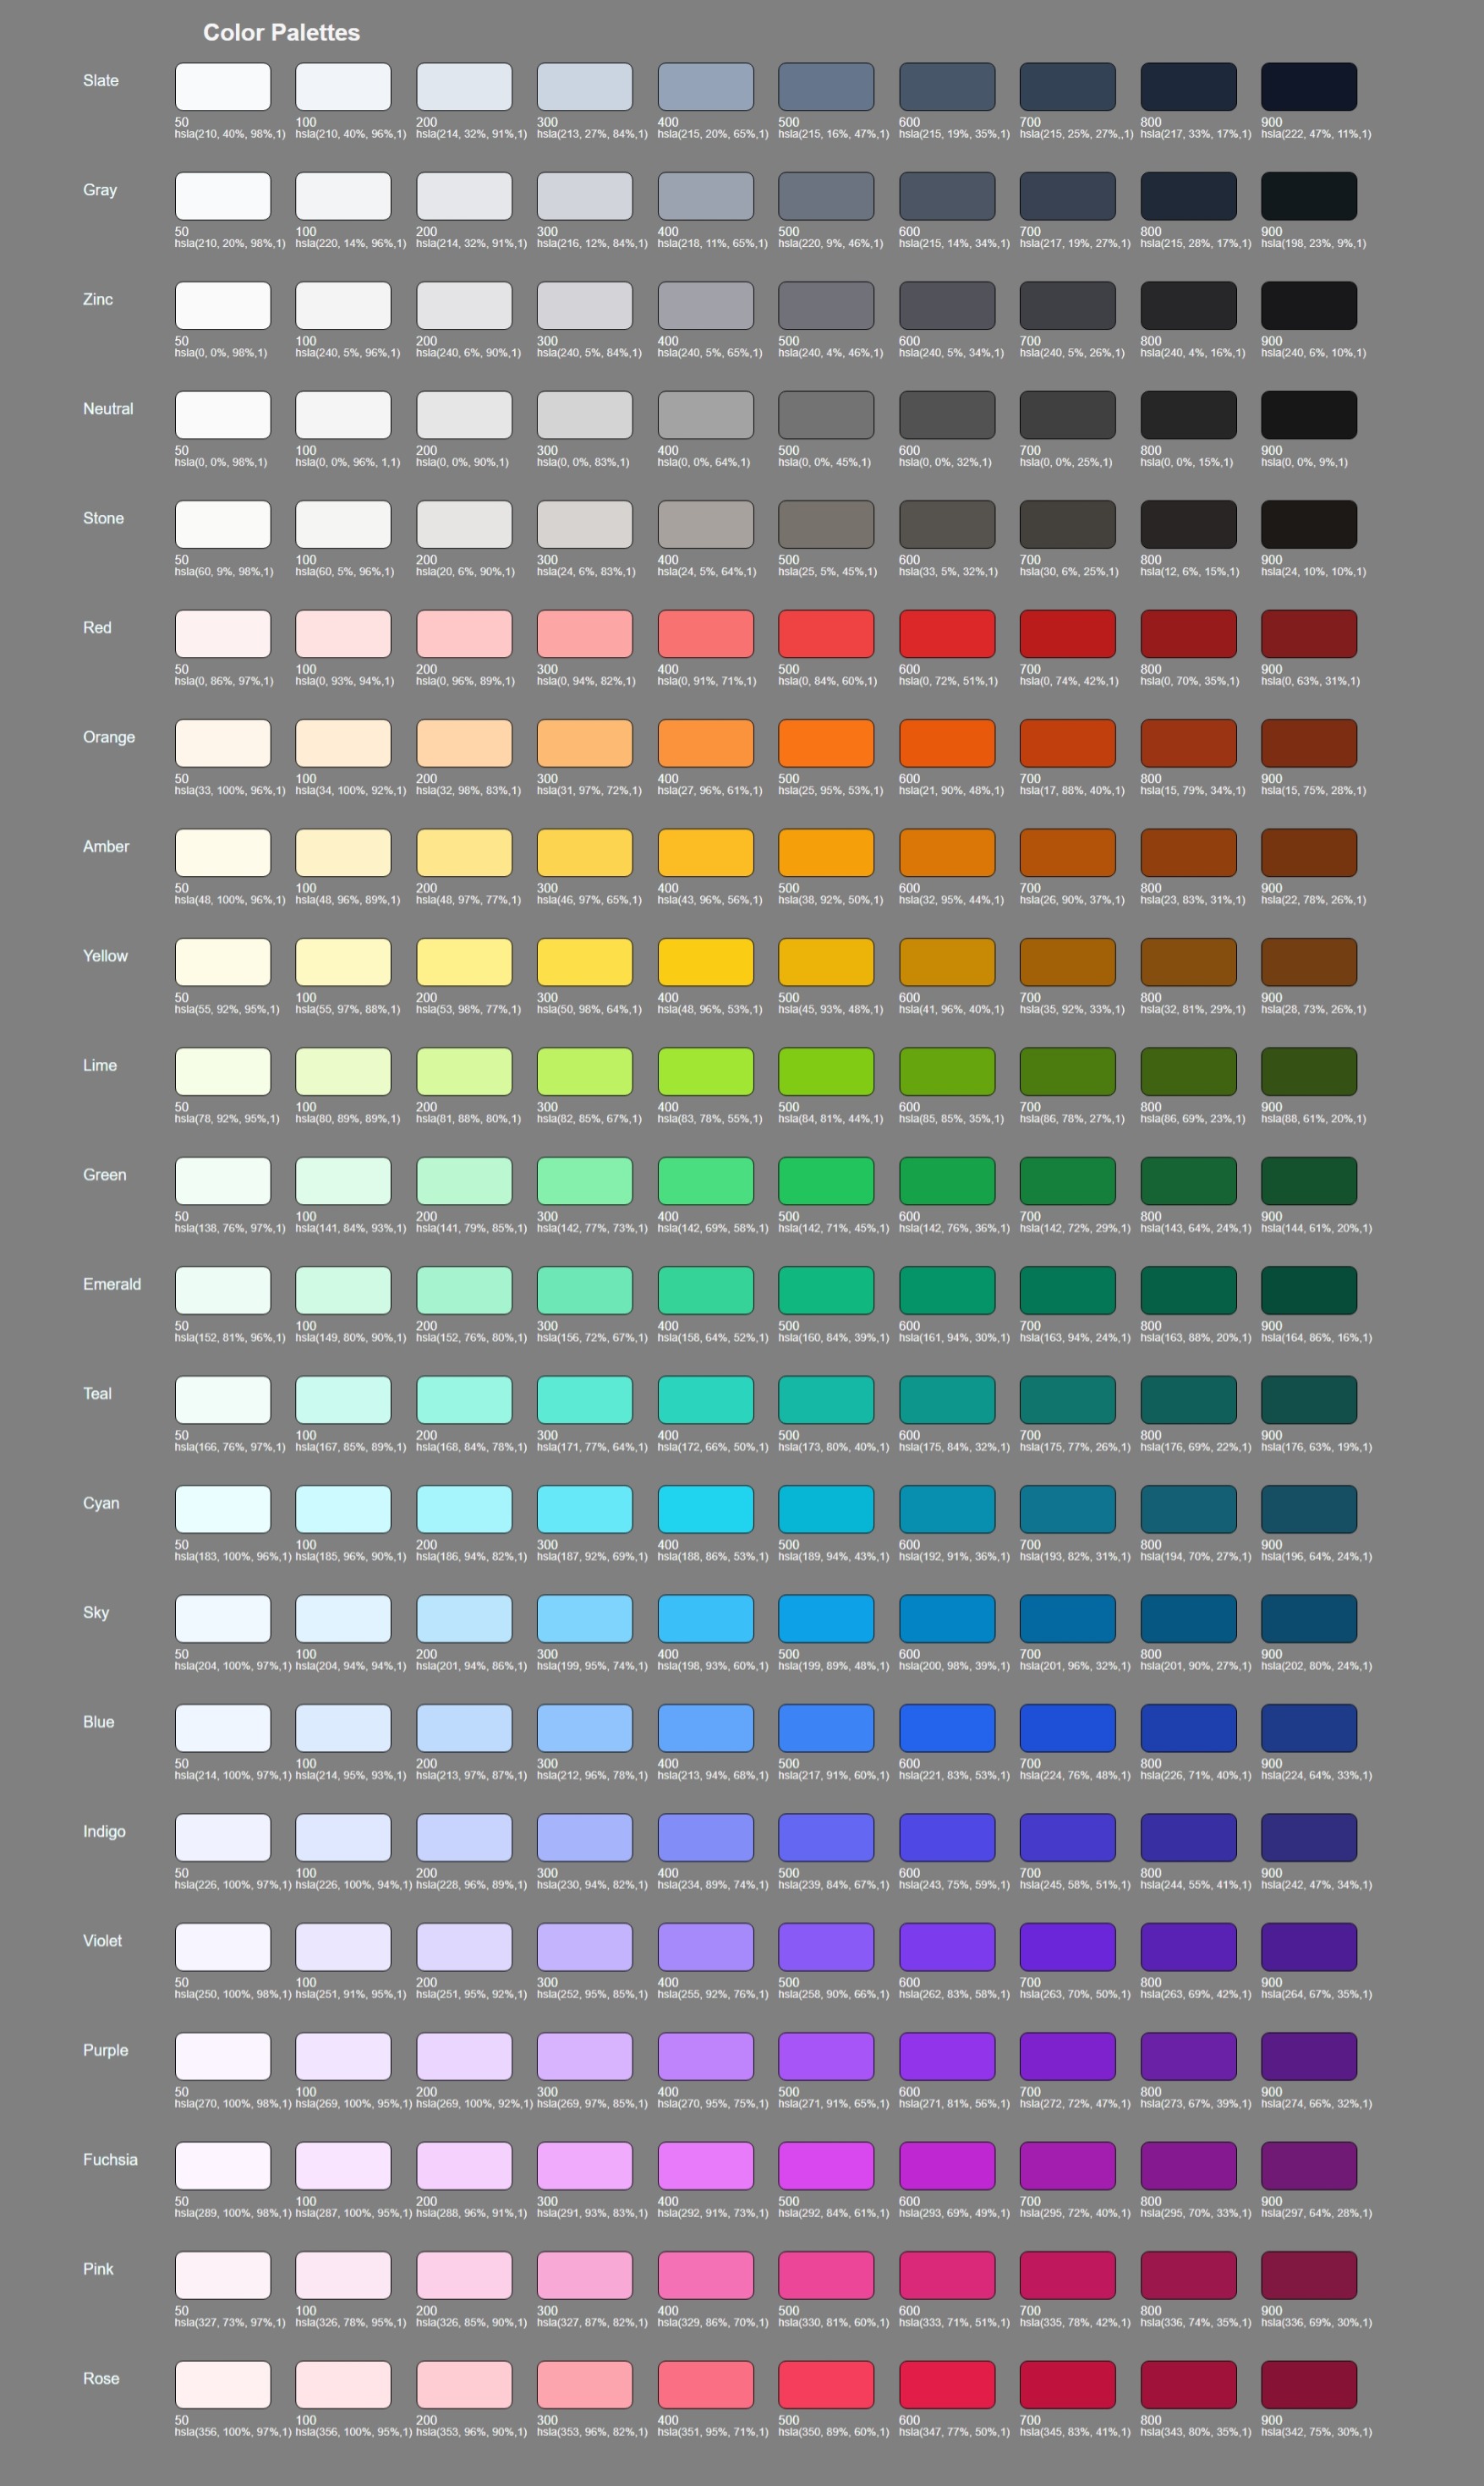 Color Palettes
Slate
50 100 200 300 400 500 600 700 800 900
hsla(210, 40%, 98%,1) hsla(210, 40%, 96%,1) hsla(214, 32%, 91%,1) hsla(213, 27%, 84%,1) hsla(215, 20%, 65%,1) hsla(215, 16%, 47%,1) hsla(215, 19%, 35%,1) hsla(215, 25%, 27%,,1) hsla(217, 33%, 17%,1) hsla(222, 47%, 11%,1)
Gray
50 100 200 300 400 500 600 700 800 900
hsla(210, 20%, 98%,1) hsla(220, 14%, 96%,1) hsla(214, 32%, 91%,1) hsla(216, 12%, 84%,1) hsla(218, 11%, 65%,1) hsla(220, 9%, 46%,1) hsla(215, 14%, 34%,1) hsla(217, 19%, 27%,1) hsla(215, 28%, 17%,1) hsla(198, 23%, 9%,1)
Zinc
50 100 200 300 400 500 600 700 800 900
hsla(0, 0%, 98%,1) hsla(240, 5%, 96%,1) hsla(240, 6%, 90%,1) hsla(240, 5%, 84%,1) hsla(240, 5%, 65%,1) hsla(240, 4%, 46%,1) hsla(240, 5%, 34%,1) hsla(240, 5%, 26%,1) hsla(240, 4%, 16%,1) hsla(240, 6%, 10%,1)
Neutral
50 100 200 300 400 500 600 700 800 900
hsla(0, 0%, 98%,1) hsla(0, 0%, 96%, 1,1) hsla(0, 0%, 90%,1) hsla(0, 0%, 83%,1) hsla(0, 0%, 64%,1) hsla(0, 0%, 45%,1) hsla(0, 0%, 32%,1) hsla(0, 0%, 25%,1) hsla(0, 0%, 15%,1) hsla(0, 0%, 9%,1)
Stone
50 100 200 300 400 500 600 700 800 900
hsla(60, 9%, 98%,1) hsla(60, 5%, 96%,1) hsla(20, 6%, 90%,1) hsla(24, 6%, 83%,1) hsla(24, 5%, 64%,1) hsla(25, 5%, 45%,1) hsla(33, 5%, 32%,1) hsla(30, 6%, 25%,1) hsla(12, 6%, 15%,1) hsla(24, 10%, 10%,1)
Red
50 100 200 300 400 500 600 700 800 900
hsla(0, 86%, 97%,1) hsla(0, 93%, 94%,1) hsla(0, 96%, 89%,1) hsla(0, 94%, 82%,1) hsla(0, 91%, 71%,1) hsla(0, 84%, 60%,1) hsla(0, 72%, 51%,1) hsla(0, 74%, 42%,1) hsla(0, 70%, 35%,1) hsla(0, 63%, 31%,1)
Orange
50 100 200 300 400 500 600 700 800 900
hsla(33, 100%, 96%,1) hsla(34, 100%, 92%,1) hsla(32, 98%, 83%,1) hsla(31, 97%, 72%,1) hsla(27, 96%, 61%,1) hsla(25, 95%, 53%,1) hsla(21, 90%, 48%,1) hsla(17, 88%, 40%,1) hsla(15, 79%, 34%,1) hsla(15, 75%, 28%,1)
Amber
50 100 200 300 400 500 600 700 800 900
hsla(48, 100%, 96%,1) hsla(48, 96%, 89%,1) hsla(48, 97%, 77%,1) hsla(46, 97%, 65%,1) hsla(43, 96%, 56%,1) hsla(38, 92%, 50%,1) hsla(32, 95%, 44%,1) hsla(26, 90%, 37%,1) hsla(23, 83%, 31%,1) hsla(22, 78%, 26%,1)
Yellow
50 100 200 300 400 500 600 700 800 900
hsla(55, 92%, 95%,1) hsla(55, 97%, 88%,1) hsla(53, 98%, 77%,1) hsla(50, 98%, 64%,1) hsla(48, 96%, 53%,1) hsla(45, 93%, 48%,1) hsla(41, 96%, 40%,1) hsla(35, 92%, 33%,1) hsla(32, 81%, 29%,1) hsla(28, 73%, 26%,1)
Lime
50 100 200 300 400 500 600 700 800 900
hsla(78, 92%, 95%,1) hsla(80, 89%, 89%,1) hsla(81, 88%, 80%,1) hsla(82, 85%, 67%,1) hsla(83, 78%, 55%,1) hsla(84, 81%, 44%,1) hsla(85, 85%, 35%,1) hsla(86, 78%, 27%,1) hsla(86, 69%, 23%,1) hsla(88, 61%, 20%,1)
Green
50 100 200 300 400 500 600 700 800 900
hsla(138, 76%, 97%,1) hsla(141, 84%, 93%,1) hsla(141, 79%, 85%,1) hsla(142, 77%, 73%,1) hsla(142, 69%, 58%,1) hsla(142, 71%, 45%,1) hsla(142, 76%, 36%,1) hsla(142, 72%, 29%,1) hsla(143, 64%, 24%,1) hsla(144, 61%, 20%,1)
Emerald
50 100 200 300 400 500 600 700 800 900
hsla(152, 81%, 96%,1) hsla(149, 80%, 90%,1) hsla(152, 76%, 80%,1) hsla(156, 72%, 67%,1) hsla(158, 64%, 52%,1) hsla(160, 84%, 39%,1) hsla(161, 94%, 30%,1) hsla(163, 94%, 24%,1) hsla(163, 88%, 20%,1) hsla(164, 86%, 16%,1)
Teal
50 100 200 300 400 500 600 700 800 900
hsla(166, 76%, 97%,1) hsla(167, 85%, 89%,1) hsla(168, 84%, 78%,1) hsla(171, 77%, 64%,1) hsla(172, 66%, 50%,1) hsla(173, 80%, 40%,1) hsla(175, 84%, 32%,1) hsla(175, 77%, 26%,1) hsla(176, 69%, 22%,1) hsla(176, 63%, 19%,1)
Cyan
50 100 200 300 400 500 600 700 800 900
hsla(183, 100%, 96%,1) hsla(185, 96%, 90%,1) hsla(186, 94%, 82%,1) hsla(187, 92%, 69%,1) hsla(188, 86%, 53%,1) hsla(189, 94%, 43%,1) hsla(192, 91%, 36%,1) hsla(193, 82%, 31%,1) hsla(194, 70%, 27%,1) hsla(196, 64%, 24%,1)
Sky
50 100 200 300 400 500 600 700 800 900
hsla(204, 100%, 97%,1) hsla(204, 94%, 94%,1) hsla(201, 94%, 86%,1) hsla(199, 95%, 74%,1) hsla(198, 93%, 60%,1) hsla(199, 89%, 48%,1) hsla(200, 98%, 39%,1) hsla(201, 96%, 32%,1) hsla(201, 90%, 27%,1) hsla(202, 80%, 24%,1)
Blue
50 100 200 300 400 500 600 700 800 900
hsla(214, 100%, 97%,1) hsla(214, 95%, 93%,1) hsla(213, 97%, 87%,1) hsla(212, 96%, 78%,1) hsla(213, 94%, 68%,1) hsla(217, 91%, 60%,1) hsla(221, 83%, 53%,1) hsla(224, 76%, 48%,1) hsla(226, 71%, 40%,1) hsla(224, 64%, 33%,1)
Indigo
50 100 200 300 400 500 600 700 800 900
hsla(226, 100%, 97%,1) hsla(226, 100%, 94%,1) hsla(228, 96%, 89%,1) hsla(230, 94%, 82%,1) hsla(234, 89%, 74%,1) hsla(239, 84%, 67%,1) hsla(243, 75%, 59%,1) hsla(245, 58%, 51%,1) hsla(244, 55%, 41%,1) hsla(242, 47%, 34%,1)
Violet
50 100 200 300 400 500 600 700 800 900
hsla(250, 100%, 98%,1) hsla(251, 91%, 95%,1) hsla(251, 95%, 92%,1) hsla(252, 95%, 85%,1) hsla(255, 92%, 76%,1) hsla(258, 90%, 66%,1) hsla(262, 83%, 58%,1) hsla(263, 70%, 50%,1) hsla(263, 69%, 42%,1) hsla(264, 67%, 35%,1)
Purple
50 100 200 300 400 500 600 700 800 900
hsla(270, 100%, 98%,1) hsla(269, 100%, 95%,1) hsla(269, 100%, 92%,1) hsla(269, 97%, 85%,1) hsla(270, 95%, 75%,1) hsla(271, 91%, 65%,1) hsla(271, 81%, 56%,1) hsla(272, 72%, 47%,1) hsla(273, 67%, 39%,1) hsla(274, 66%, 32%,1)
Fuchsia
50 100 200 300 400 500 600 700 800 900
hsla(289, 100%, 98%,1) hsla(287, 100%, 95%,1) hsla(288, 96%, 91%,1) hsla(291, 93%, 83%,1) hsla(292, 91%, 73%,1) hsla(292, 84%, 61%,1) hsla(293, 69%, 49%,1) hsla(295, 72%, 40%,1) hsla(295, 70%, 33%,1) hsla(297, 64%, 28%,1)
Pink
50 100 200 300 400 500 600 700 800 900
hsla(327, 73%, 97%,1) hsla(326, 78%, 95%,1) hsla(326, 85%, 90%,1) hsla(327, 87%, 82%,1) hsla(329, 86%, 70%,1) hsla(330, 81%, 60%,1) hsla(333, 71%, 51%,1) hsla(335, 78%, 42%,1) hsla(336, 74%, 35%,1) hsla(336, 69%, 30%,1)
Rose
50 100 200 300 400 500 600 700 800 900
hsla(356, 100%, 97%,1) hsla(356, 100%, 95%,1) hsla(353, 96%, 90%,1) hsla(353, 96%, 82%,1) hsla(351, 95%, 71%,1) hsla(350, 89%, 60%,1) hsla(347, 77%, 50%,1) hsla(345, 83%, 41%,1) hsla(343, 80%, 35%,1) hsla(342, 75%, 30%,1)